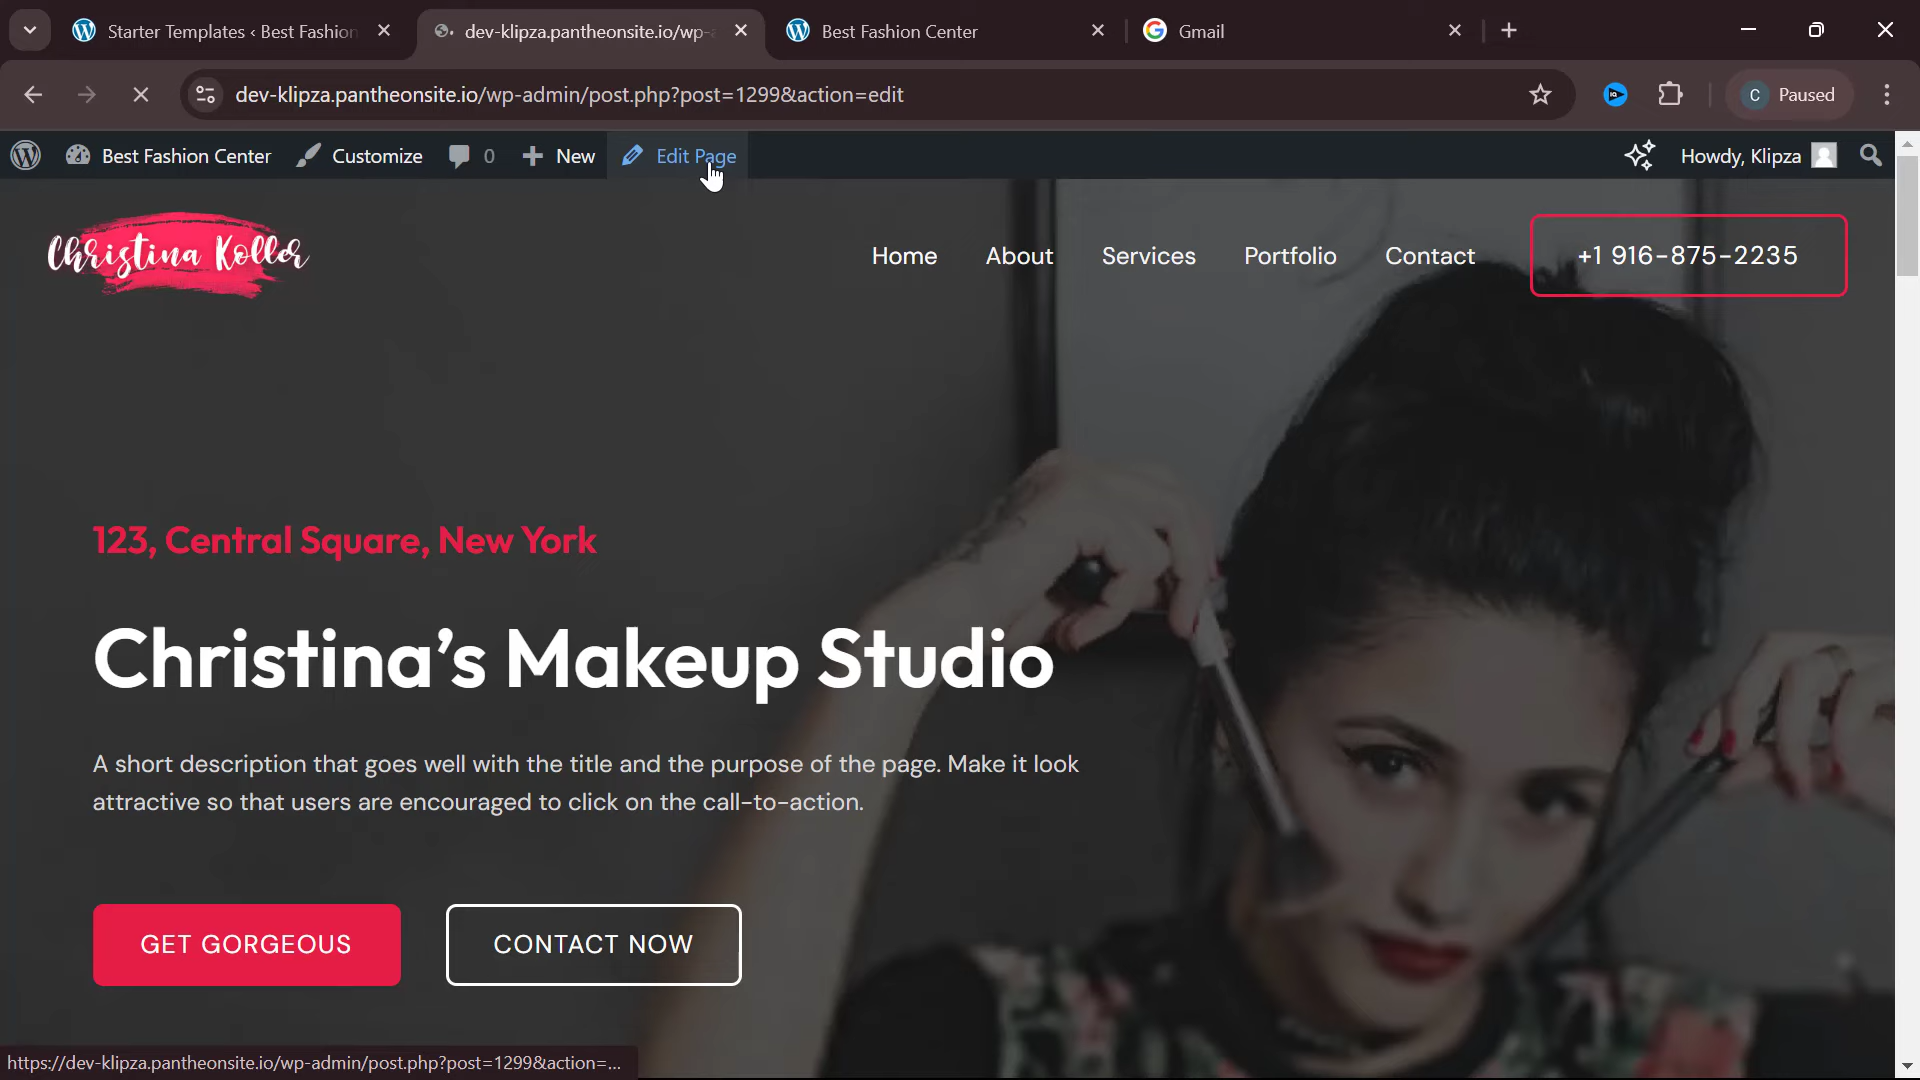 Starter Templates ‹ Best Fashion
dev-klipza.pantheonsite.io/wp-a
Best Fashion Center
Gmail
dev-klipza.pantheonsite.io/wp-admin/post.php?post=1299&action=edit
C Paused
Best Fashion Center
Customize
0
New
Edit Page
Howdy, Klipza
Christina Koller
Home
About
Services
Portfolio
Contact
+1 916-875-2235
123, Central Square, New York
Christina’s Makeup Studio
A short description that goes well with the title and the purpose of the page. Make it look
attractive so that users are encouraged to click on the call-to-action.
GET GORGEOUS
CONTACT NOW
https://dev-klipza.pantheonsite.io/wp-admin/post.php?post=1299&action=...